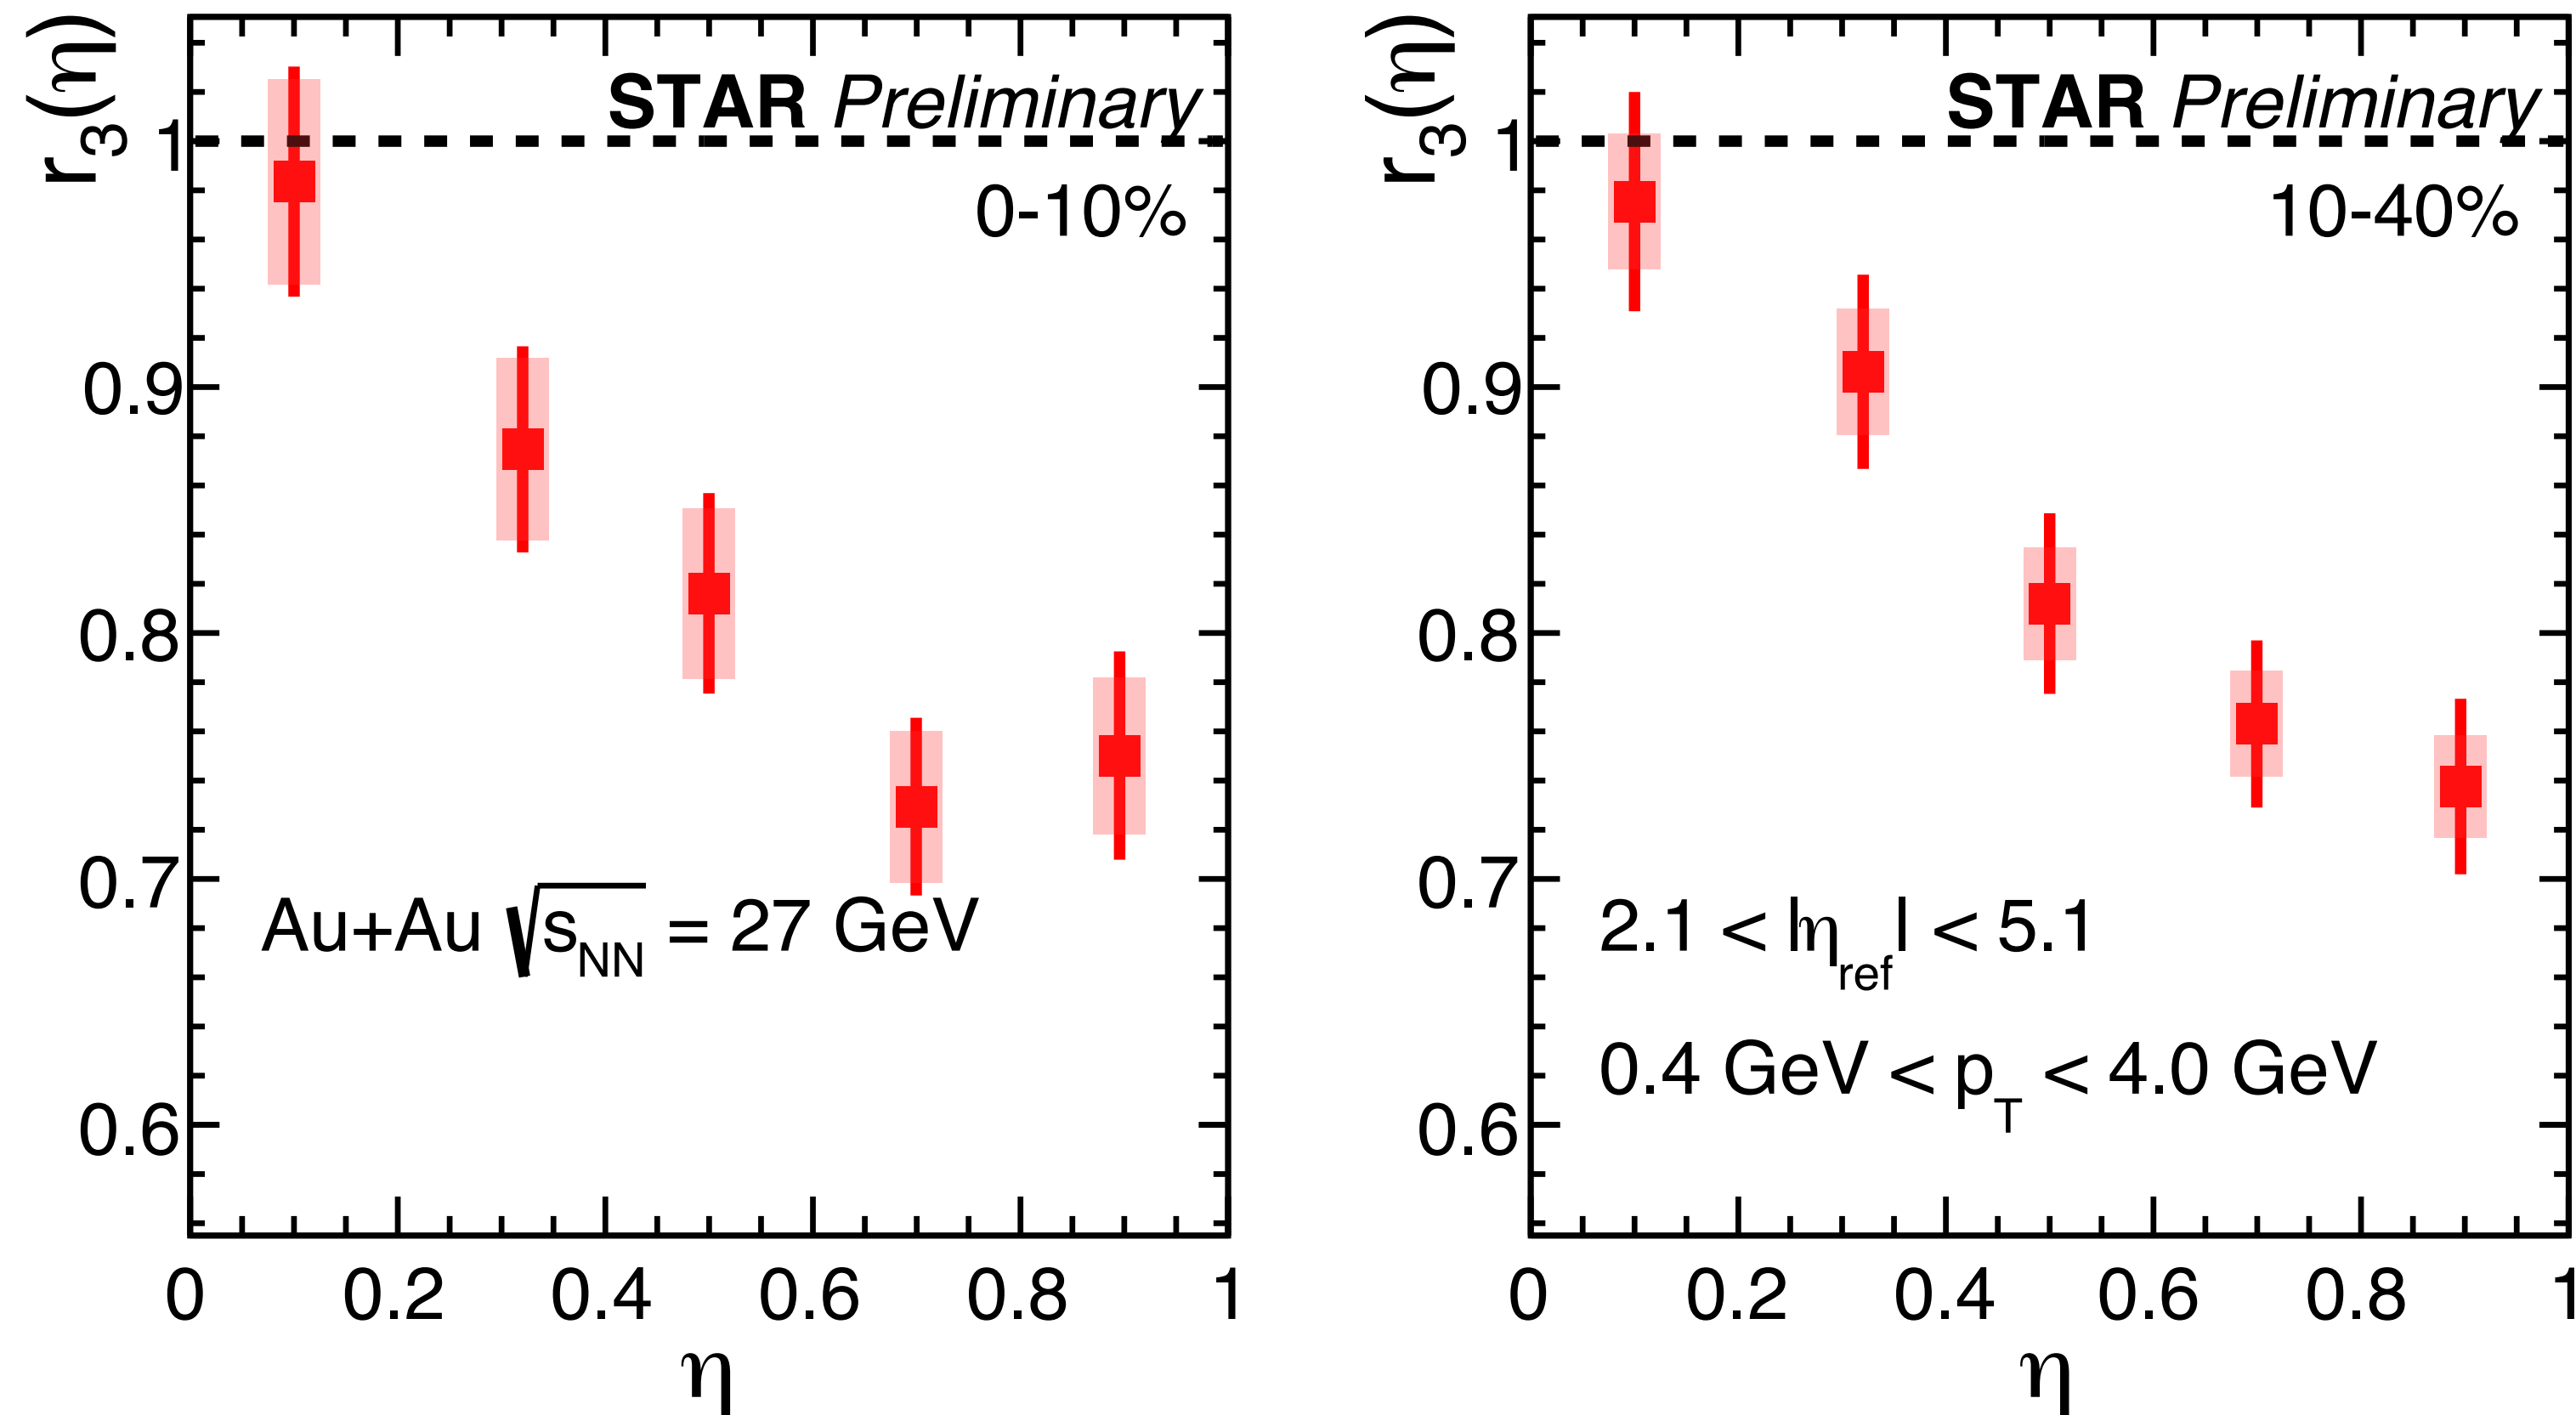 r3(η)
STAR Preliminary
0-10%
1
0.9
0.8
0.7
0.6
Au+Au √sNN = 27 GeV
0 0.2 0.4 0.6 0.8 1
η
r3(η)
STAR Preliminary
10-40%
1
0.9
0.8
0.7
0.6
2.1 < |ηref| < 5.1
0.4 GeV < pT < 4.0 GeV
0 0.2 0.4 0.6 0.8 1
η